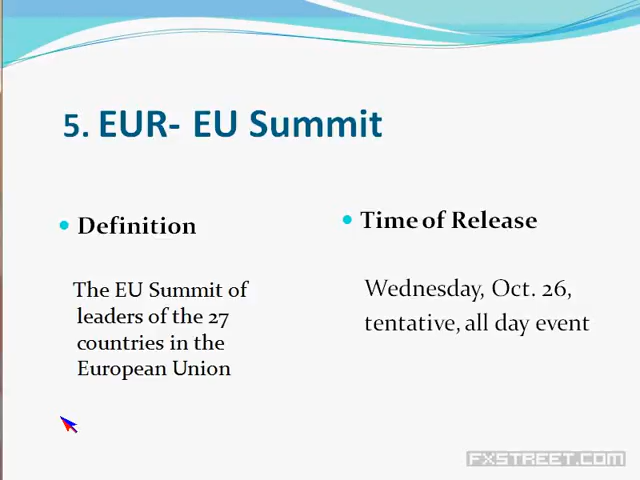 5. EUR- EU Summit
Definition
The EU Summit of
leaders of the 27
countries in the
European Union
Time of Release
Wednesday, Oct. 26,
tentative, all day event
FXSTREET.COM